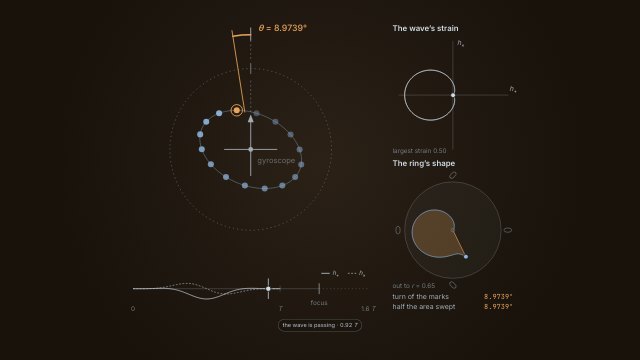 θ = 8.9739°
gyroscope
The wave's strain
h×
h+
largest strain 0.50
The ring's shape
out to r = 0.65
turn of the marks 8.9739°
half the area swept 8.9739°
h+ h×
0 T 1.6 T
focus
the wave is passing · 0.92 T